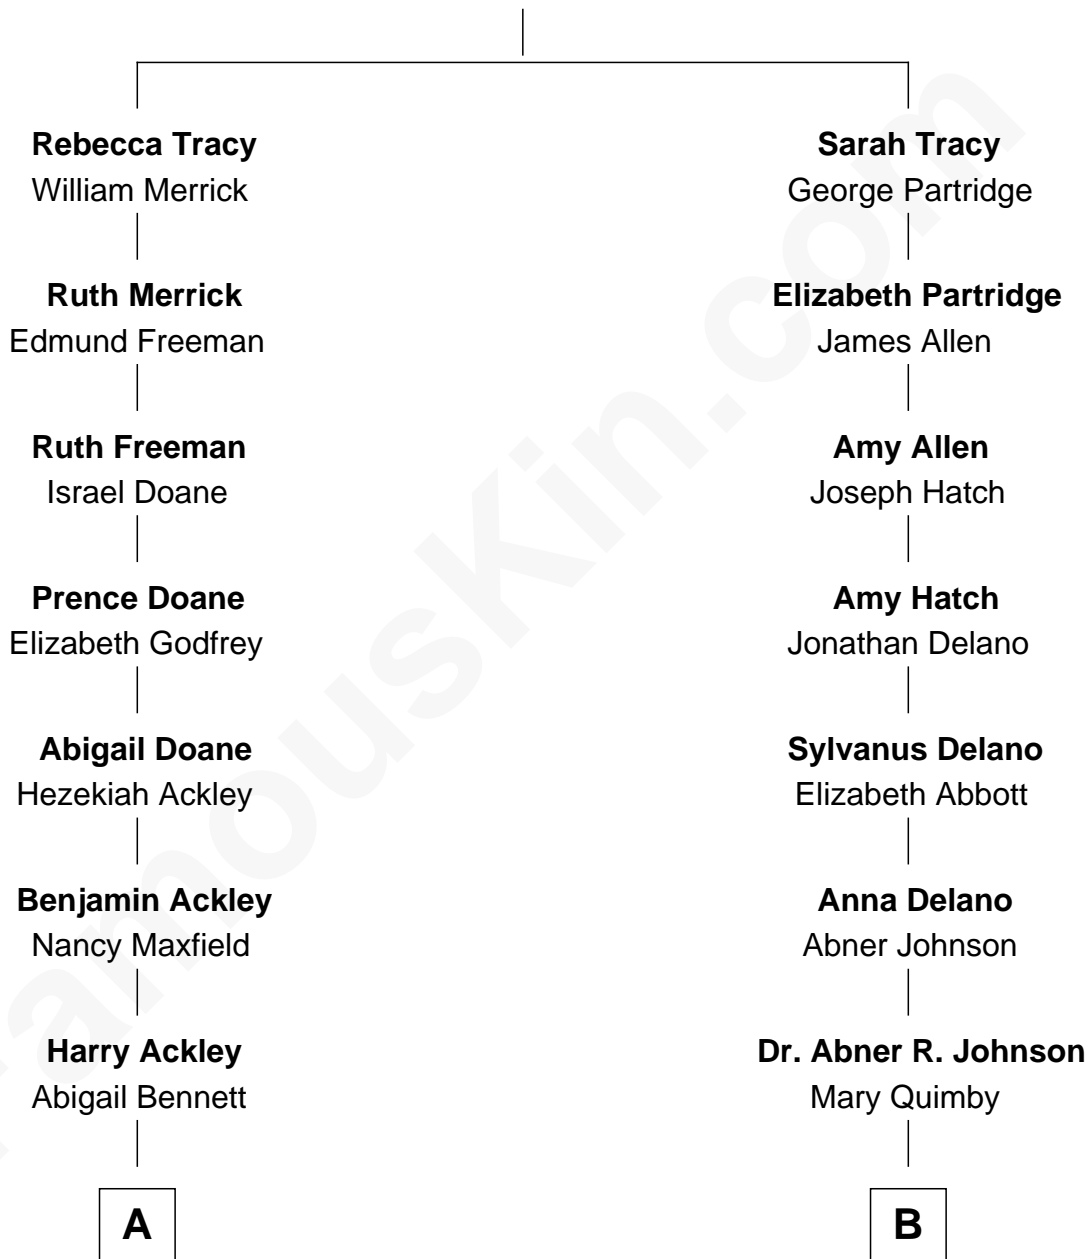 Rebecca Tracy
William Merrick
Sarah Tracy
George Partridge
Ruth Merrick
Edmund Freeman
Elizabeth Partridge
James Allen
Ruth Freeman
Israel Doane
Amy Allen
Joseph Hatch
Prence Doane
Elizabeth Godfrey
Amy Hatch
Jonathan Delano
Abigail Doane
Hezekiah Ackley
Sylvanus Delano
Elizabeth Abbott
Benjamin Ackley
Nancy Maxfield
Anna Delano
Abner Johnson
Harry Ackley
Abigail Bennett
Dr. Abner R. Johnson
Mary Quimby
A
B
FamousKin.com